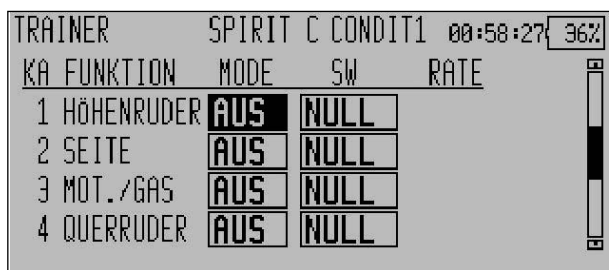 TRAINER SPIRIT C CONDIT1 00:58:27 96%
KA FUNKTION MODE SW RATE
1 HÖHENRUDER AUS NULL
2 SEITE AUS NULL
3 MOT./GAS AUS NULL
4 QUERRUDER AUS NULL